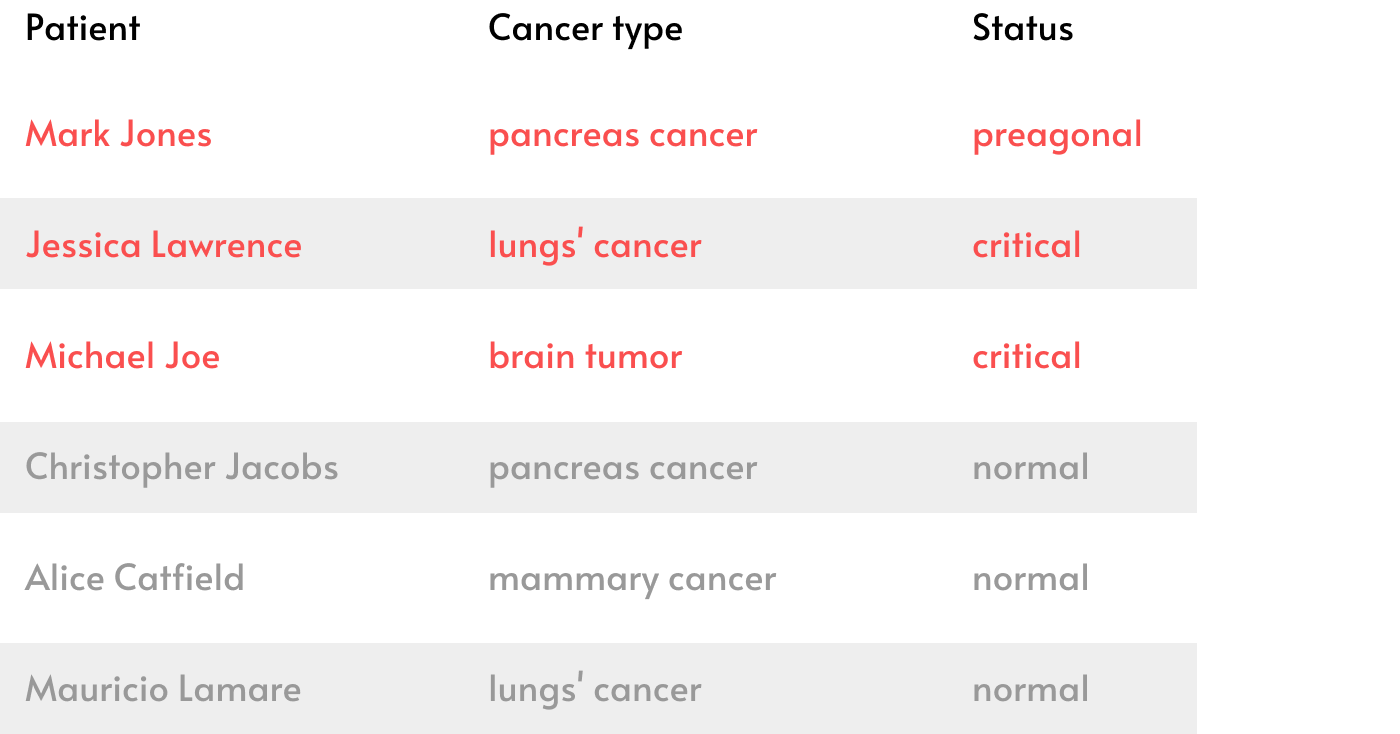 Patient Cancer type Status
Mark Jones pancreas cancer preagonal
Jessica Lawrence lungs' cancer critical
Michael Joe brain tumor critical
Christopher Jacobs pancreas cancer normal
Alice Catfield mammary cancer normal
Mauricio Lamare lungs' cancer normal